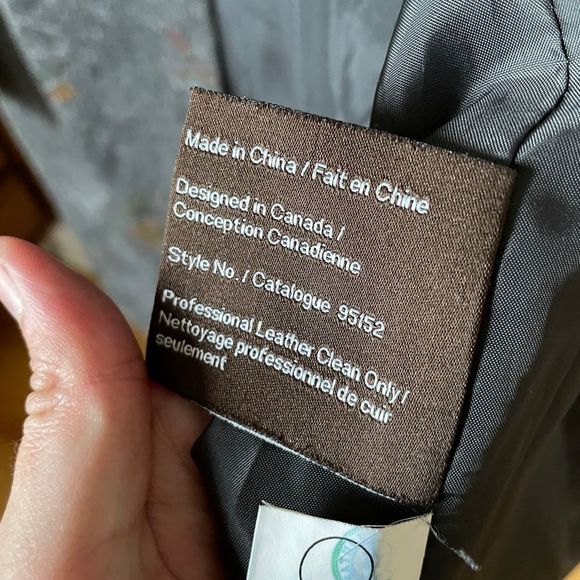 Made in China / Fait en Chine
Designed in Canada /
Conception Canadienne
Style No. / Catalogue 95152
Professional Leather Clean Only /
Nettoyage professionnel de cuir
seulement